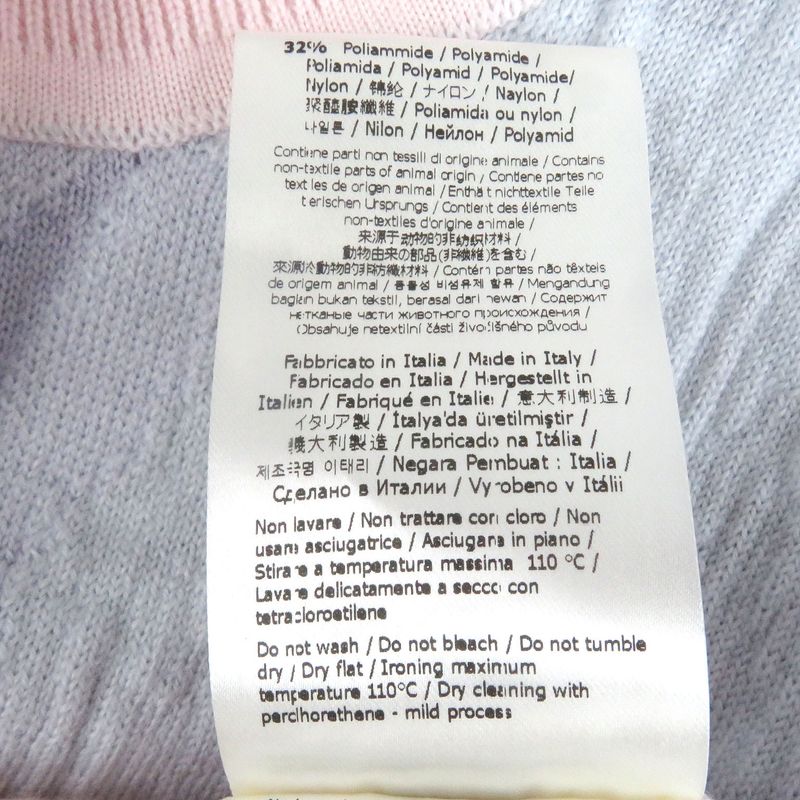 32% Poliammide / Polyamide /
Poliamida / Polyamid / Polyamide/
Nylon / 锦纶 / ナイロン / Naylon /
聚醯胺纖維 / Poliamida ou nylon /
나일론 / Nilon / Нейлон / Polyamid
Contiene parti non tessili di origine animale / Contains
non-textile parts of animal origin / Contiene partes no
textiles de origen animal / Enthält nichttextile Teile
tierischen Ursprungs / Contient des éléments
non-textiles d'origine animale /
来源于动物的非纺织材料 /
動物由来の部品(非繊維)を含む /
來源於動物的非紡織材料 / Contém partes não têxteis
de origem animal / 동물성 비섬유제 함유 / Mengandung
bagian bukan tekstil, berasal dari hewan / Содержит
нетканые части животного происхождения /
Obsahuje netextilní části živočišného původu
Fabbricato in Italia / Made in Italy /
Fabricado en Italia / Hergestellt in
Italien / Fabriqué en Italie / 意大利制造 /
イタリア製 / İtalya'da üretilmiştir /
義大利製造 / Fabricado na Itália /
제조국명 이태리 / Negara Pembuat : Italia /
Сделано в Италии / Vyrobeno v Itálii
Non lavare / Non trattare con cloro / Non
usare asciugatrice / Asciugare in piano /
Stirare a temperatura massima 110 °C /
Lavare delicatamente a secco con
tetracloroetilene
Do not wash / Do not bleach / Do not tumble
dry / Dry flat / Ironing maximum
temperature 110°C / Dry cleaning with
perclhorethene - mild process